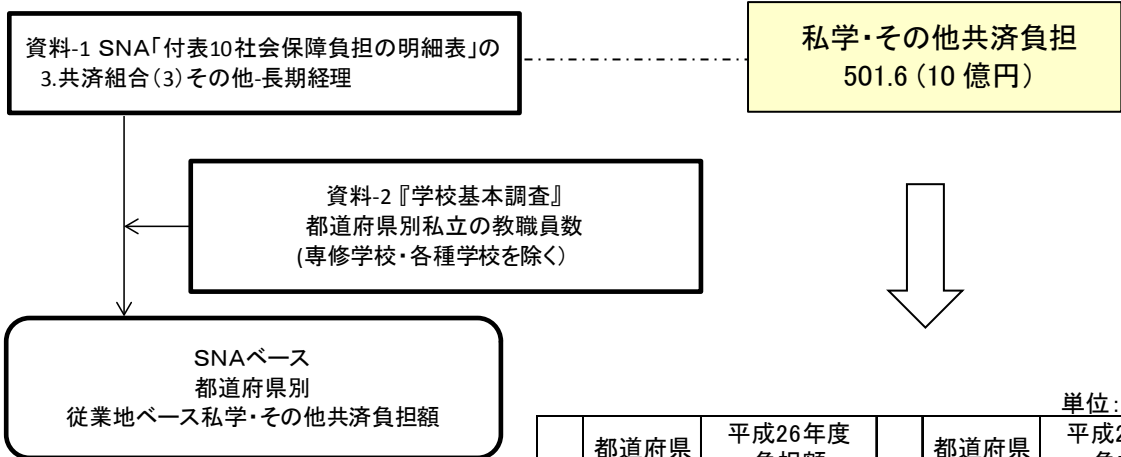 資料-1 SNA「付表10社会保障負担の明細表」の
3.共済組合(3)その他-長期経理
私学・その他共済負担
501.6(10 億円)
資料-2『学校基本調査』
都道府県別私立の教職員数
(専修学校・各種学校を除く)
SNAベース
都道府県別
従業地ベース私学・その他共済負担額
単位:
都道府県 平成26年度 都道府県 平成2